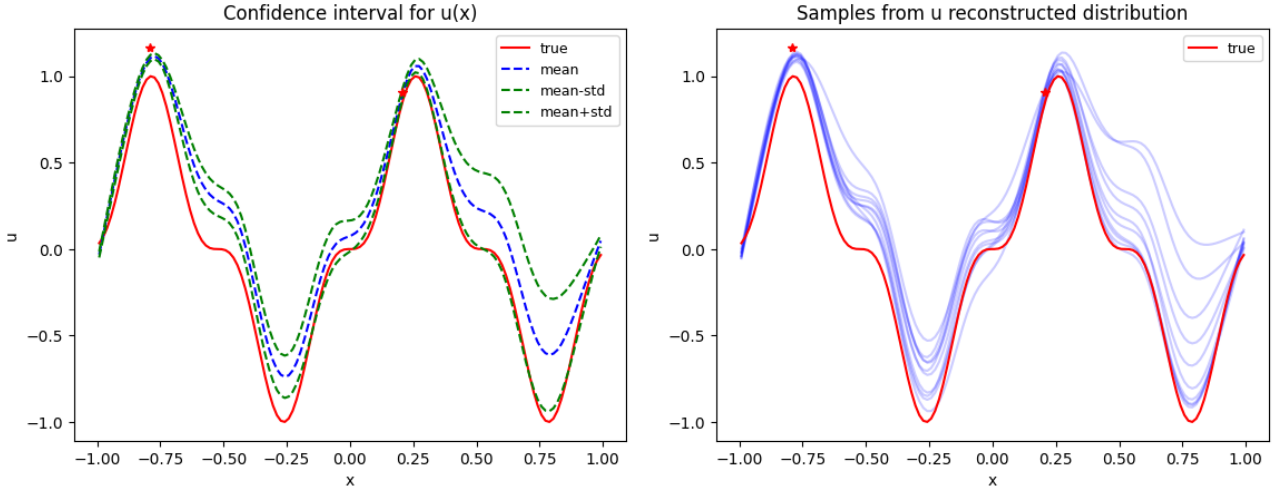 Confidence interval for u(x)
true
mean
mean-std
mean+std
1.0
0.5
0.0
−0.5
−1.0
u
−1.00 −0.75 −0.50 −0.25 0.00 0.25 0.50 0.75 1.00
x
Samples from u reconstructed distribution
true
1.0
0.5
0.0
−0.5
−1.0
u
−1.00 −0.75 −0.50 −0.25 0.00 0.25 0.50 0.75 1.00
x